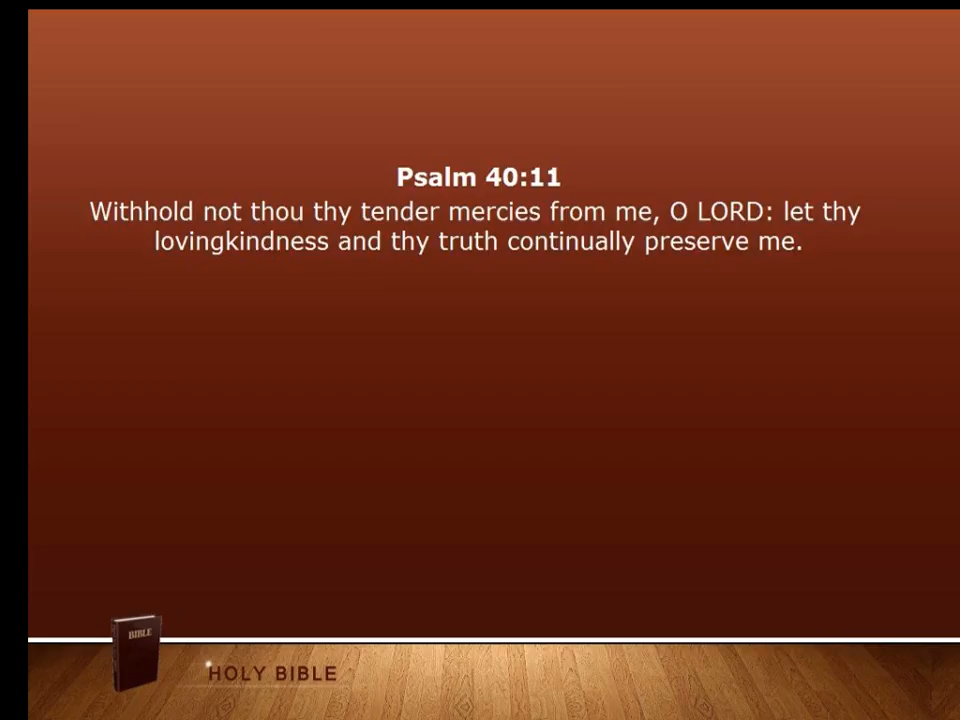 Psalm 40:11
Withhold not thou thy tender mercies from me, O LORD: let thy
lovingkindness and thy truth continually preserve me.
BIBLE
HOLY BIBLE